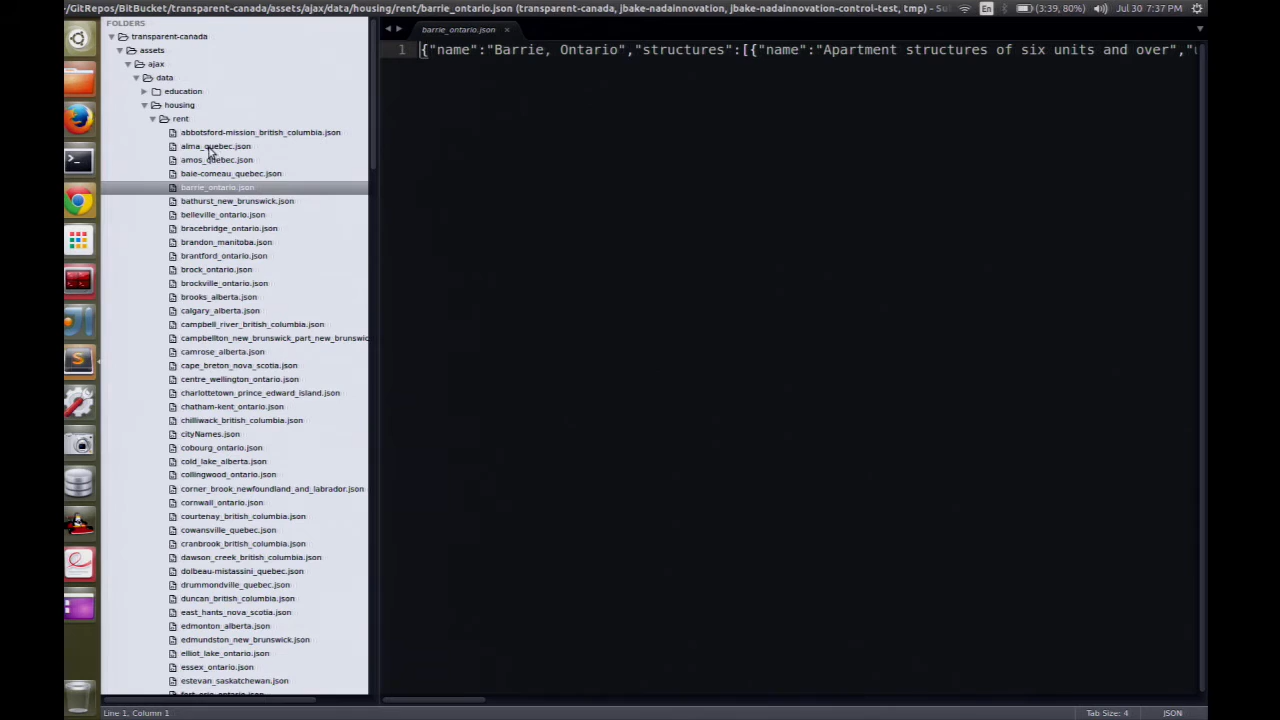 ~/GitRepos/BitBucket/transparent-canada/assets/ajax/data/housing/rent/barrie_ontario.json (transparent-canada, jbake-nadainnovation, jbake-nadainnovation-control-test, tmp) - Su
En
(3:39, 80%)
Jul 30 7:37 PM
FOLDERS
transparent-canada
assets
ajax
data
education
housing
rent
abbotsford-mission_british_columbia.json
alma_quebec.json
amos_quebec.json
baie-comeau_quebec.json
barrie_ontario.json
bathurst_new_brunswick.json
belleville_ontario.json
bracebridge_ontario.json
brandon_manitoba.json
brantford_ontario.json
brock_ontario.json
brockville_ontario.json
brooks_alberta.json
calgary_alberta.json
campbell_river_british_columbia.json
campbellton_new_brunswick_part_new_brunswic
camrose_alberta.json
cape_breton_nova_scotia.json
centre_wellington_ontario.json
charlottetown_prince_edward_island.json
chatham-kent_ontario.json
chilliwack_british_columbia.json
cityNames.json
cobourg_ontario.json
cold_lake_alberta.json
collingwood_ontario.json
corner_brook_newfoundland_and_labrador.json
cornwall_ontario.json
courtenay_british_columbia.json
cowansville_quebec.json
cranbrook_british_columbia.json
dawson_creek_british_columbia.json
dolbeau-mistassini_quebec.json
drummondville_quebec.json
duncan_british_columbia.json
east_hants_nova_scotia.json
edmonton_alberta.json
edmundston_new_brunswick.json
elliot_lake_ontario.json
essex_ontario.json
estevan_saskatchewan.json
fort_erie_ontario.json
barrie_ontario.json ×
1 {"name":"Barrie, Ontario","structures":[{"name":"Apartment structures of six units and over","u
Line 1, Column 1
Tab Size: 4
JSON